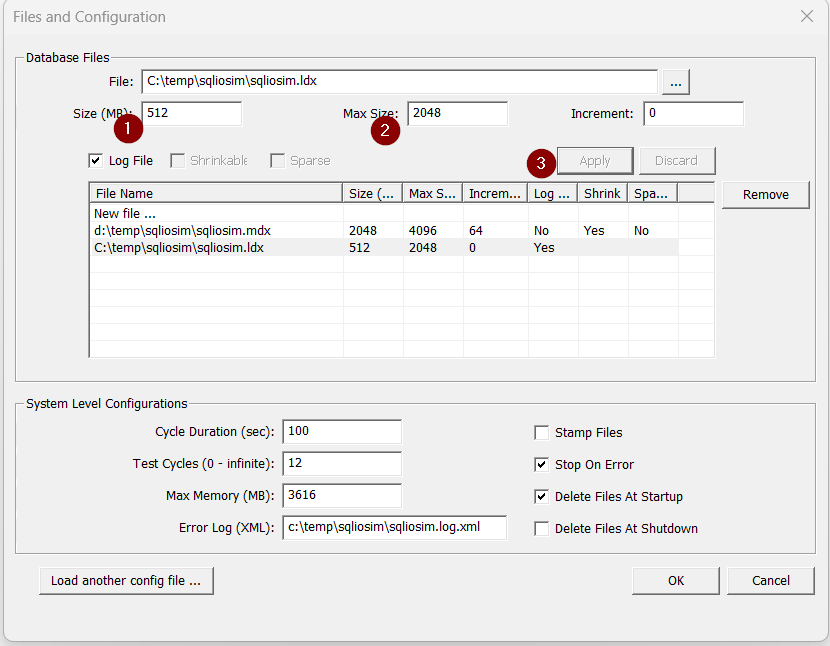 Files and Configuration
Database Files
File: C:\temp\sqliosim\sqliosim.ldx ...
Size (MB): 512 Max Size: 2048 Increment: 0
1 2
Log File Shrinkable Sparse 3 Apply Discard
File Name Size (... Max S... Increm... Log ... Shrink Spa... Remove
New file ...
d:\temp\sqliosim\sqliosim.mdx 2048 4096 64 No Yes No
C:\temp\sqliosim\sqliosim.ldx 512 2048 0 Yes
System Level Configurations
Cycle Duration (sec): 100 Stamp Files
Test Cycles (0 - infinite): 12 Stop On Error
Max Memory (MB): 3616 Delete Files At Startup
Error Log (XML): c:\temp\sqliosim\sqliosim.log.xml Delete Files At Shutdown
Load another config file ... OK Cancel